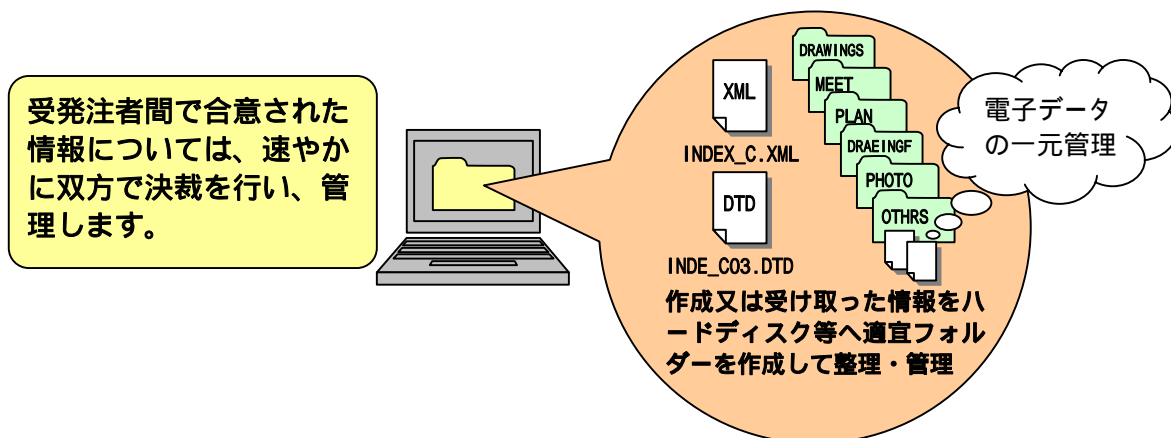 受発注者間で合意された
情報については、速やか
に双方で決裁を行い、管
理します。
XML
INDEX_C.XML
DTD
INDE_C03.DTD
DRAWINGS
MEET
PLAN
DRAEINGF
PHOTO
OTHRS
電子データ
の一元管理
作成又は受け取った情報をハ
ードディスク等へ適宜フォル
ダーを作成して整理・管理